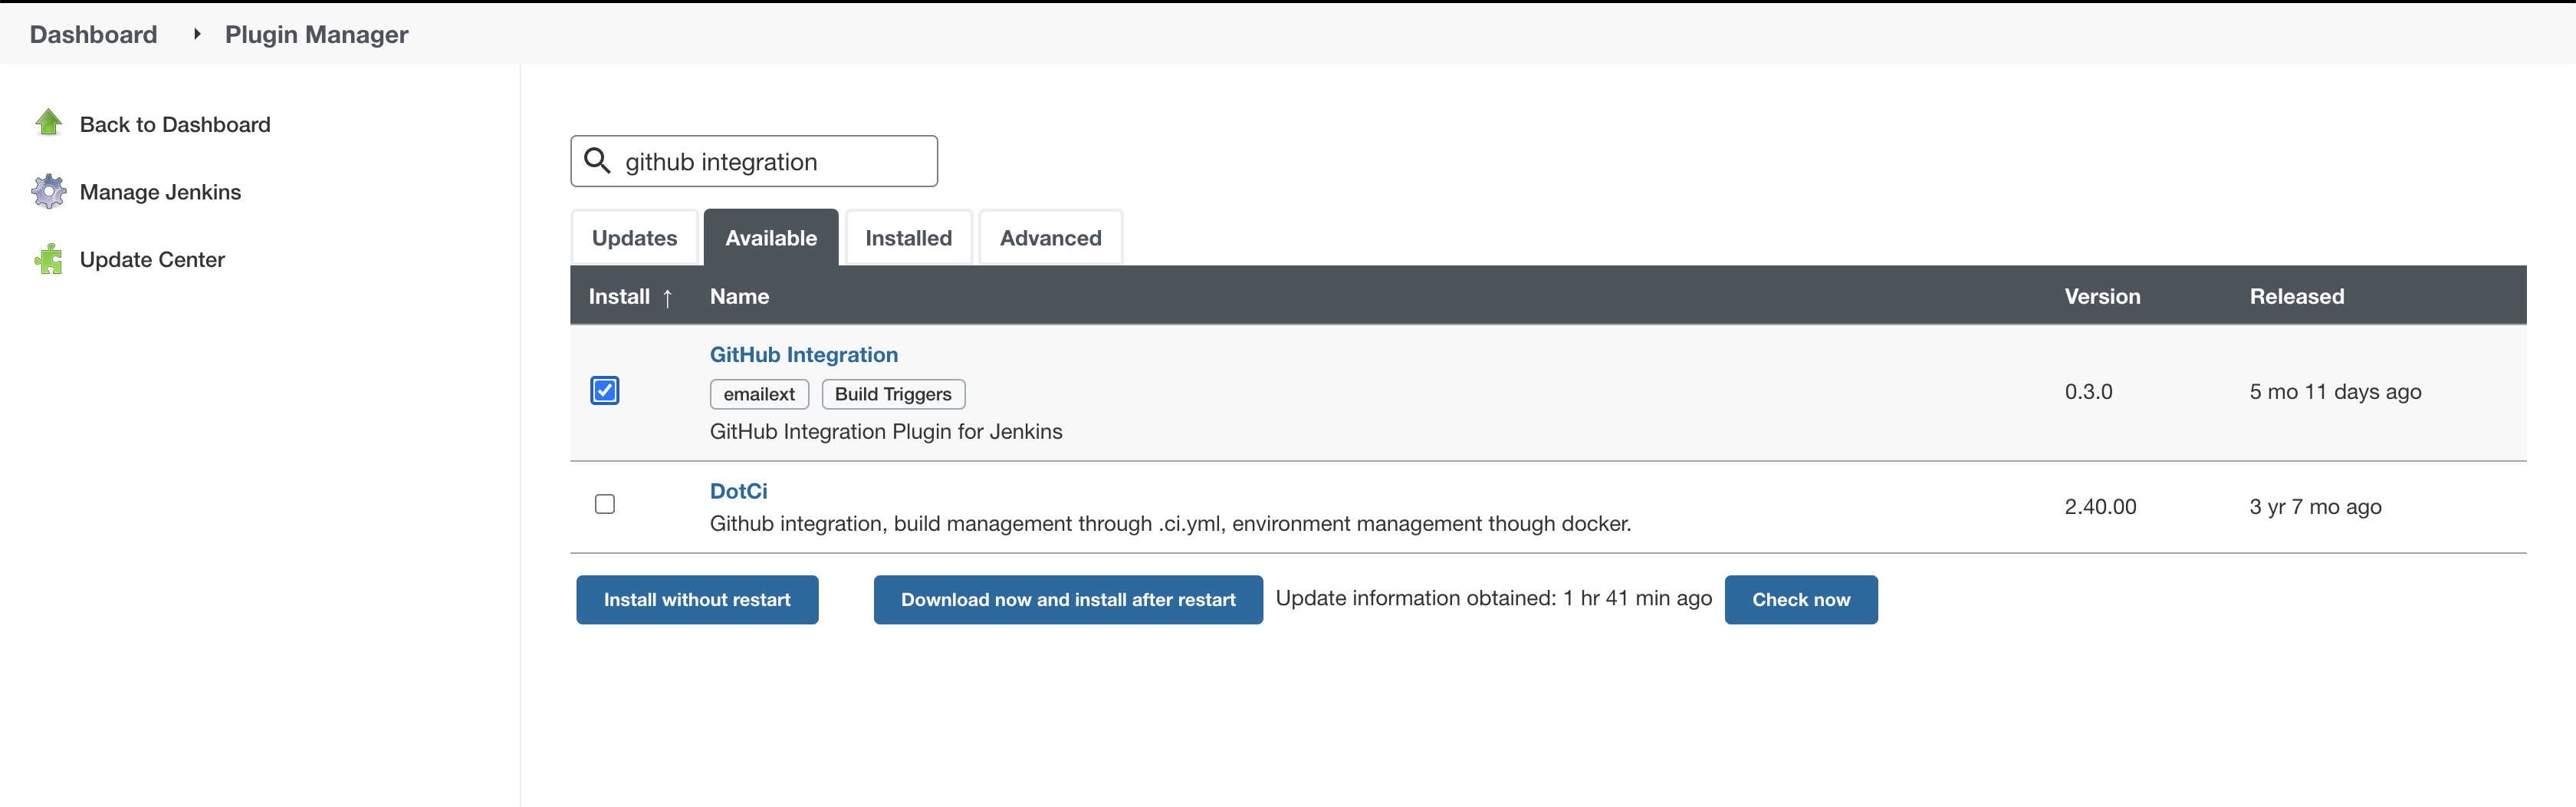 Dashboard Plugin Manager
Back to Dashboard
Manage Jenkins
Update Center
github integration
Updates Available Installed Advanced
Install ↑ Name Version Released
GitHub Integration
emailext Build Triggers
GitHub Integration Plugin for Jenkins
0.3.0 5 mo 11 days ago
DotCi
Github integration, build management through .ci.yml, environment management though docker.
2.40.00 3 yr 7 mo ago
Install without restart Download now and install after restart Update information obtained: 1 hr 41 min ago Check now